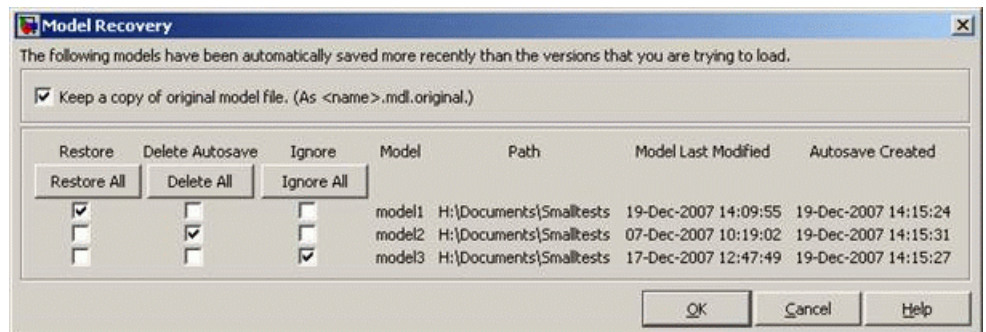 Model Recovery
The following models have been automatically saved more recently than the versions that you are trying to load.
Keep a copy of original model file. (As <name>.mdl.original.)
Restore Delete Autosave Ignore Model Path Model Last Modified Autosave Created
Restore All Delete All Ignore All
model1 H:\Documents\Smalltests 19-Dec-2007 14:09:55 19-Dec-2007 14:15:24
model2 H:\Documents\Smalltests 07-Dec-2007 10:19:02 19-Dec-2007 14:15:31
model3 H:\Documents\Smalltests 17-Dec-2007 12:47:49 19-Dec-2007 14:15:27
OK Cancel Help